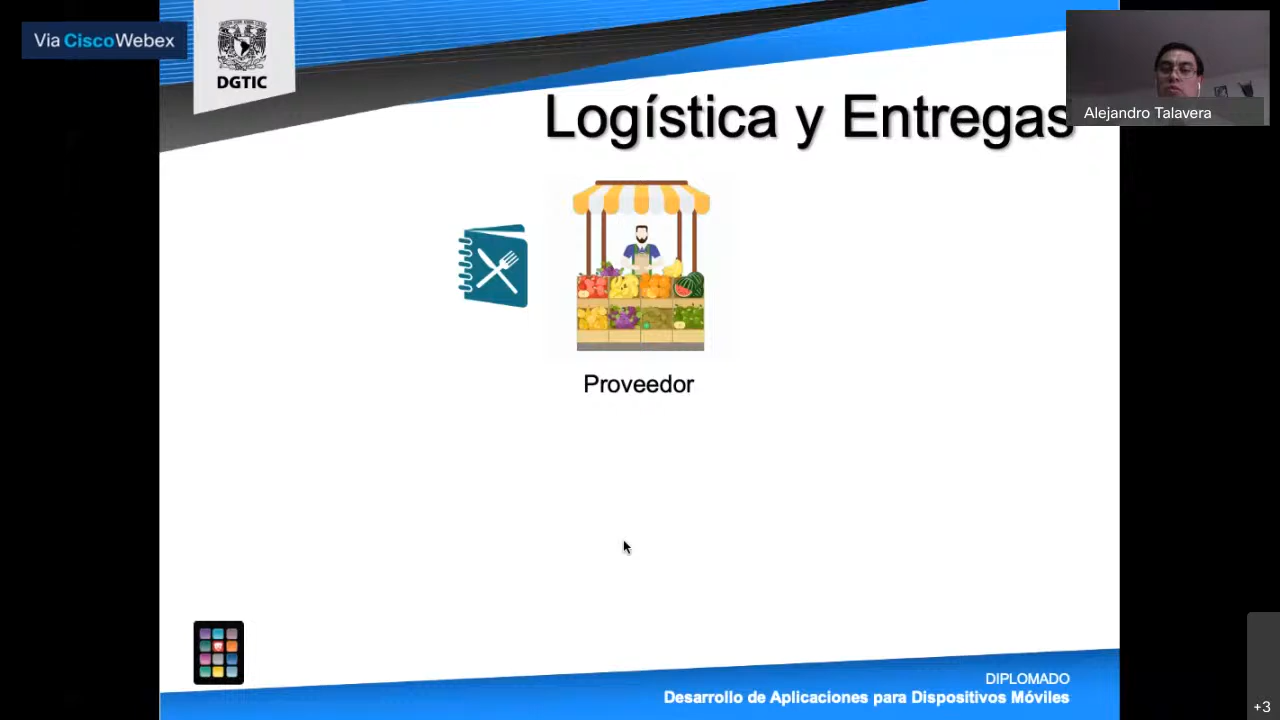 Via CiscoWebex
DGTIC
Alejandro Talavera
Logística y Entregas
Proveedor
DIPLOMADO
Desarrollo de Aplicaciones para Dispositivos Móviles
+3